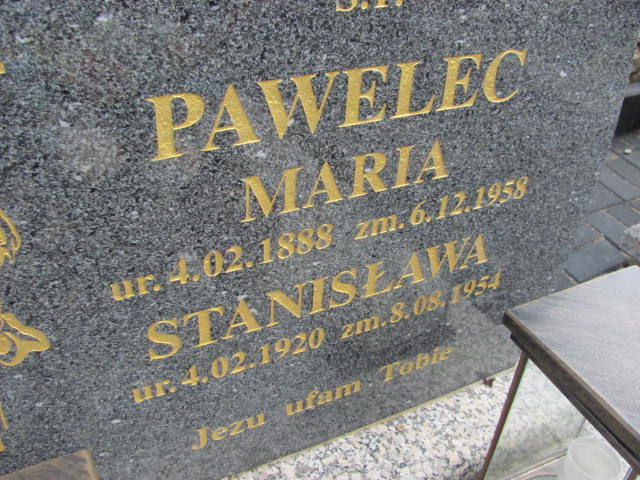 Ś.P.
PAWELEC
MARIA
ur. 4.02.1888 zm. 6.12.1958
STANISŁAWA
ur. 4.02.1920 zm. 8.08.1954
Jezu ufam Tobie